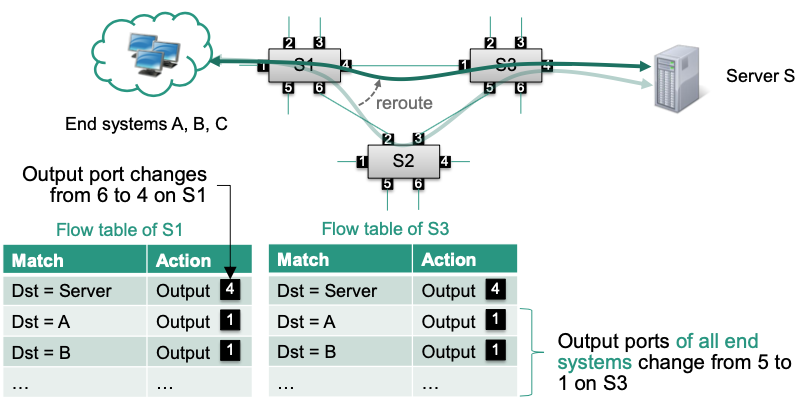 2 3
2 3
1 S1 4
1 S3 4
5 6
5 6
reroute
Server S
End systems A, B, C
2 3
1 S2 4
5 6
Output port changes
from 6 to 4 on S1
Flow table of S1
Match Action
Dst = Server Output 4
Dst = A Output 1
Dst = B Output 1
... ...
Flow table of S3
Match Action
Dst = Server Output 4
Dst = A Output 1
Dst = B Output 1
... ...
Output ports of all end
systems change from 5 to
1 on S3